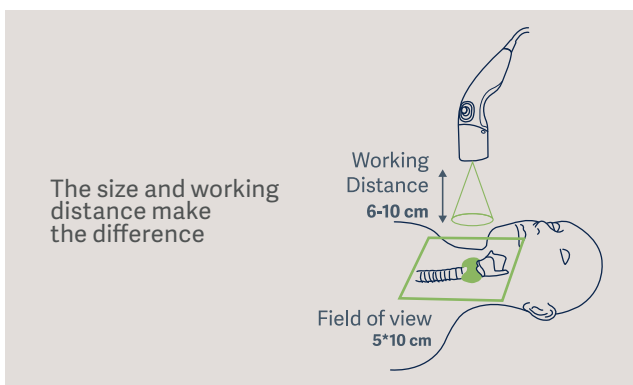 The size and working
distance make
the difference
Working
Distance
6-10 cm
Field of view
5*10 cm